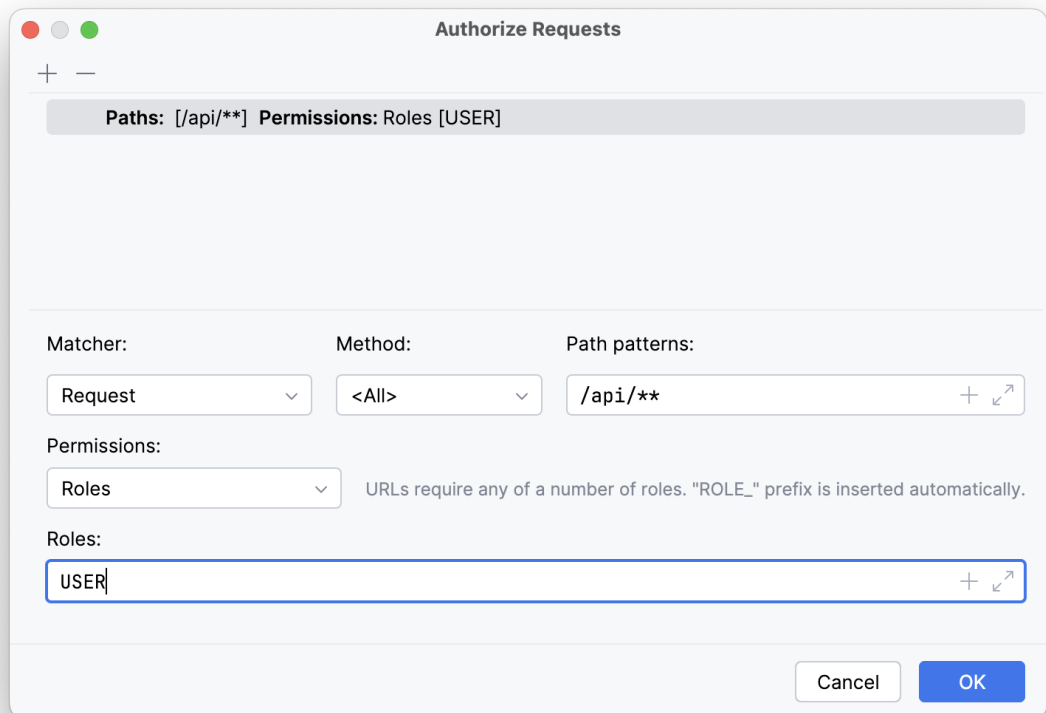 Authorize Requests
Paths: [/api/**] Permissions: Roles [USER]
Matcher: Method: Path patterns:
Request <All> /api/**
Permissions:
Roles URLs require any of a number of roles. "ROLE_" prefix is inserted automatically.
Roles:
USER
Cancel OK